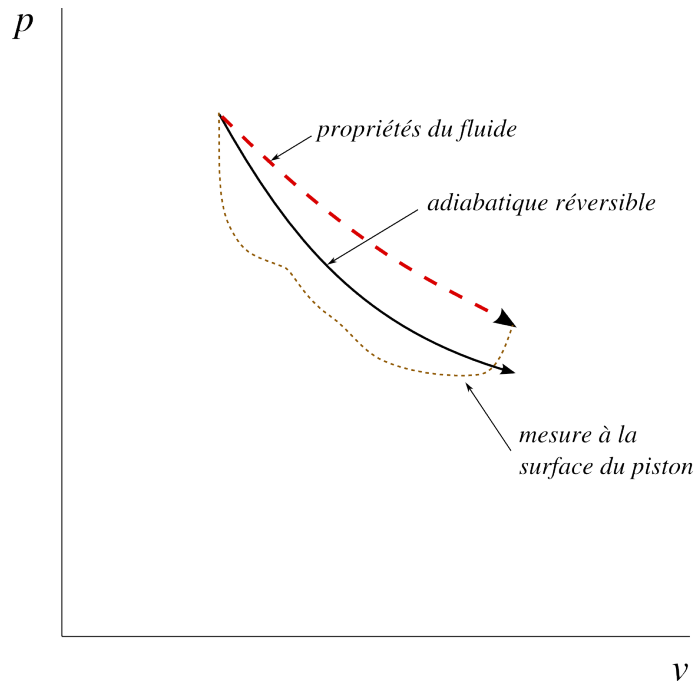 p
propriétés du fluide
adiabatique réversible
mesure à la
surface du piston
v